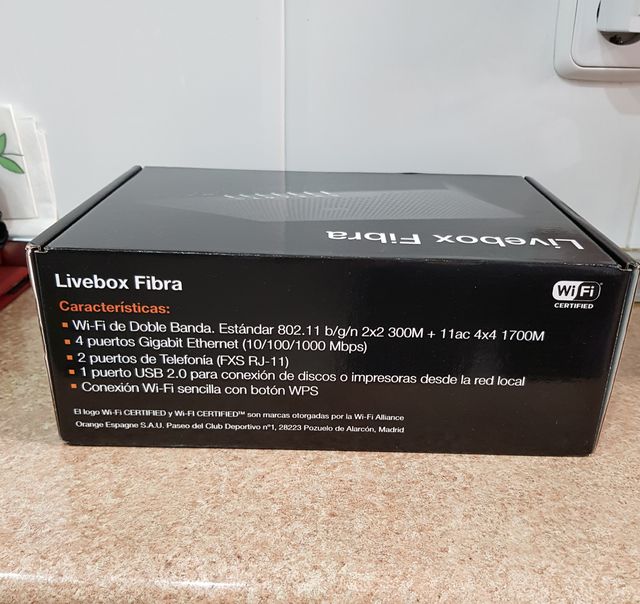 Livebox Fibra
Livebox Fibra
Wi Fi
CERTIFIED
Características:
Wi-Fi de Doble Banda. Estándar 802.11 b/g/n 2x2 300M + 11ac 4x4 1700M
4 puertos Gigabit Ethernet (10/100/1000 Mbps)
2 puertos de Telefonía (FXS RJ-11)
1 puerto USB 2.0 para conexión de discos o impresoras desde la red local
Conexión Wi-Fi sencilla con botón WPS
El logo Wi-Fi CERTIFIED y Wi-FI CERTIFIED™ son marcas otorgadas por la Wi-Fi Alliance
Orange Espagne S.A.U. Paseo del Club Deportivo nº1, 28223 Pozuelo de Alarcón, Madrid